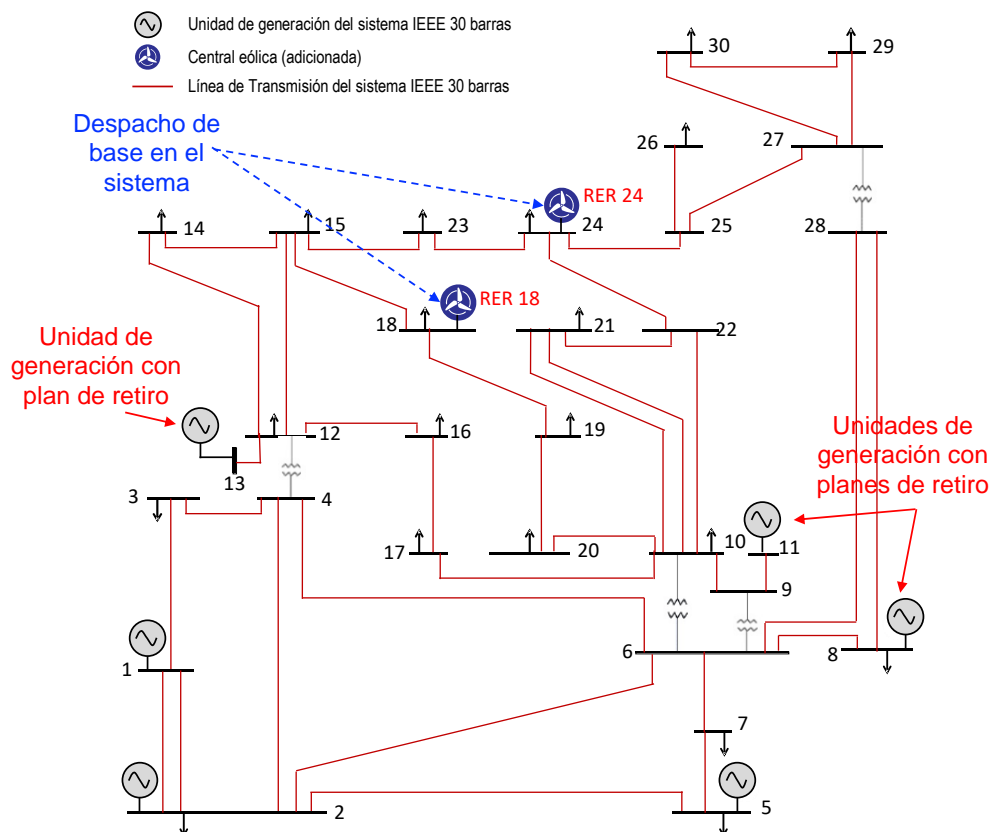 Unidad de generación del sistema IEEE 30 barras
Central eólica (adicionada)
Línea de Transmisión del sistema IEEE 30 barras
30
29
Despacho de
base en el
sistema
26
27
RER 24
14
15
23
24
25
28
RER 18
18
21
22
Unidad de
generación con
plan de retiro
12
16
19
Unidades de
generación con
planes de retiro
13
3
4
17
20
10
11
9
6
8
1
7
2
5